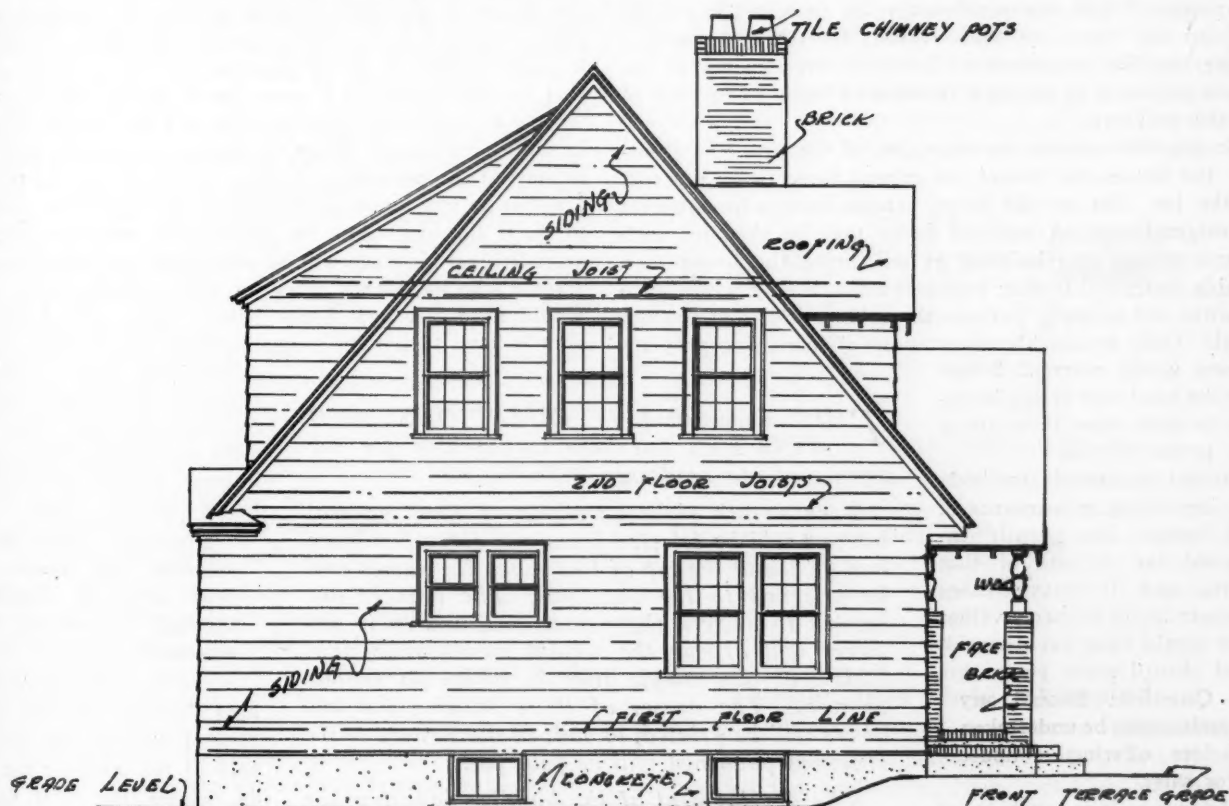 TILE CHIMNEY POTS
BRICK
SIDING
ROOFING
CEILING JOIST
2ND FLOOR JOISTS
WOOD
FACE
BRICK
SIDING
FIRST FLOOR LINE
CONCRETE
GRADE LEVEL
FRONT TERRACE GRADE